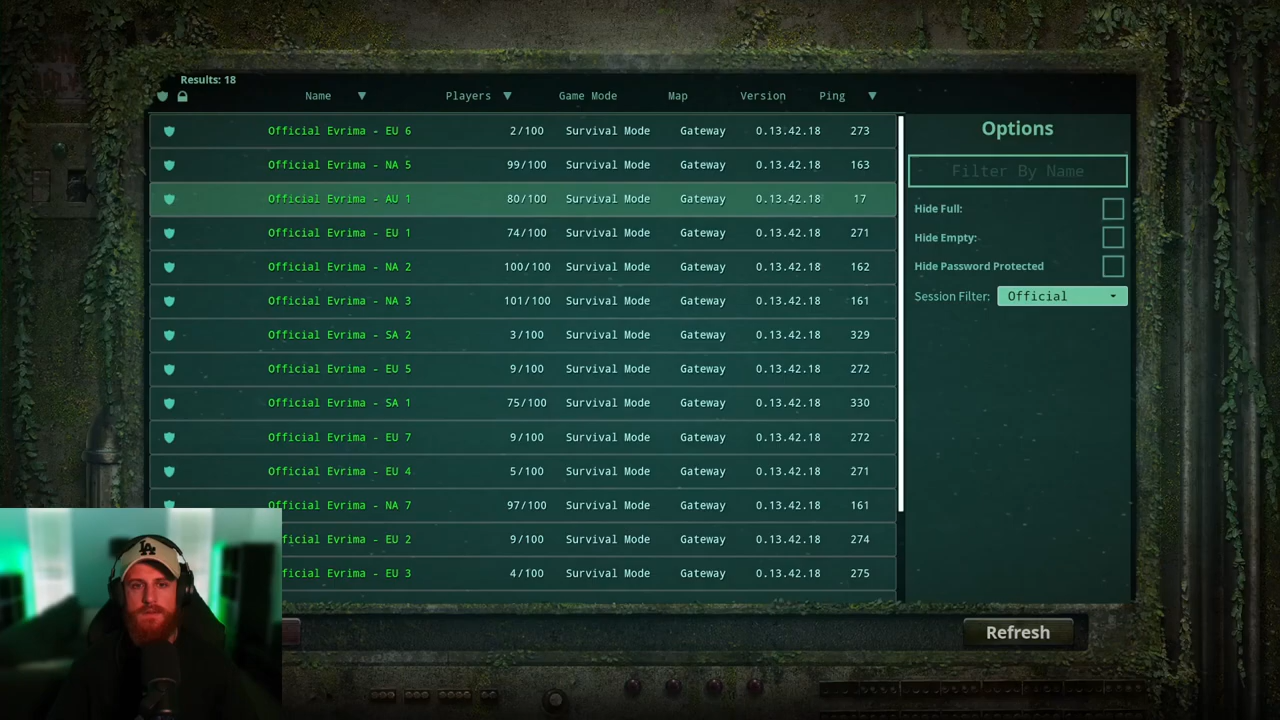 Results: 18
Name Players Game Mode Map Version Ping
Official Evrima - EU 6 2/100 Survival Mode Gateway 0.13.42.18 273
Official Evrima - NA 5 99/100 Survival Mode Gateway 0.13.42.18 163
Official Evrima - AU 1 80/100 Survival Mode Gateway 0.13.42.18 17
Official Evrima - EU 1 74/100 Survival Mode Gateway 0.13.42.18 271
Official Evrima - NA 2 100/100 Survival Mode Gateway 0.13.42.18 162
Official Evrima - NA 3 101/100 Survival Mode Gateway 0.13.42.18 161
Official Evrima - SA 2 3/100 Survival Mode Gateway 0.13.42.18 329
Official Evrima - EU 5 9/100 Survival Mode Gateway 0.13.42.18 272
Official Evrima - SA 1 75/100 Survival Mode Gateway 0.13.42.18 330
Official Evrima - EU 7 9/100 Survival Mode Gateway 0.13.42.18 272
Official Evrima - EU 4 5/100 Survival Mode Gateway 0.13.42.18 271
Official Evrima - NA 7 97/100 Survival Mode Gateway 0.13.42.18 161
ficial Evrima - EU 2 9/100 Survival Mode Gateway 0.13.42.18 274
ficial Evrima - EU 3 4/100 Survival Mode Gateway 0.13.42.18 275
Options
Filter By Name
Hide Full:
Hide Empty:
Hide Password Protected
Session Filter: Official
Refresh
LA